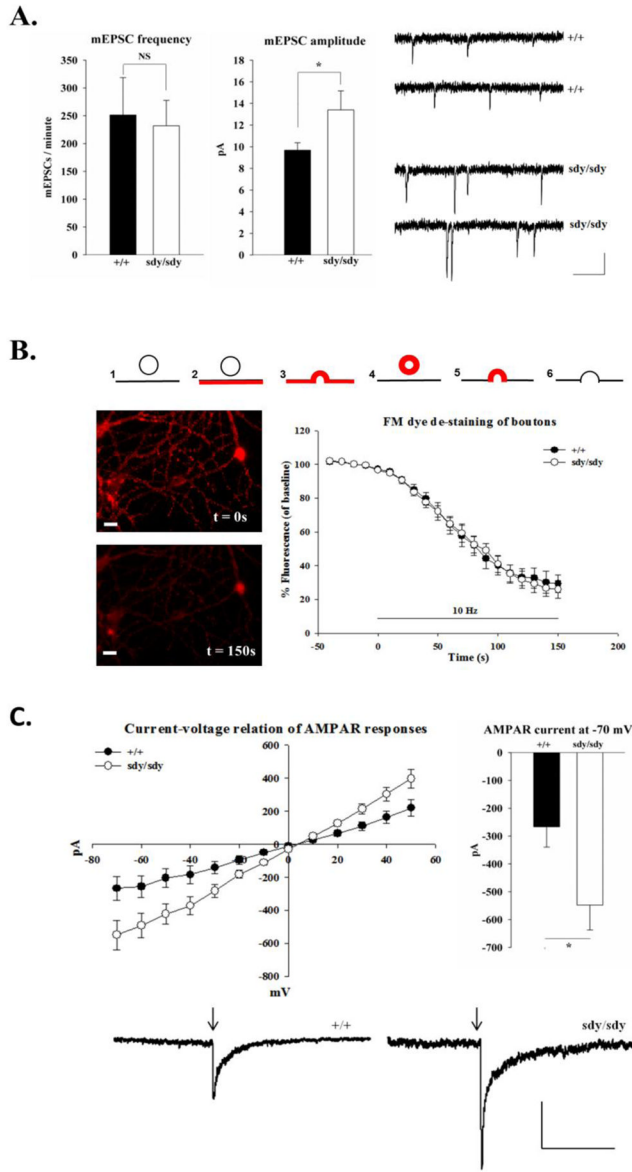 A.
mEPSC frequency
NS
mEPSCs / minute
350
300
250
200
150
100
50
0
+/+
sdy/sdy
mEPSC amplitude
*
pA
18
16
14
12
10
8
6
4
2
0
+/+
sdy/sdy
+/+
+/+
sdy/sdy
sdy/sdy
B.
1 2 3 4 5 6
t = 0s
t = 150s
FM dye de-staining of boutons
+/+
sdy/sdy
% Fluorescence (of baseline)
120
100
80
60
40
20
0
10 Hz
-50 0 50 100 150 200
Time (s)
C.
Current-voltage relation of AMPAR responses
+/+
sdy/sdy
pA
600
400
200
-80 -60 -40 -20 0 20 40 60
-200
-400
-600
-800
mV
AMPAR current at -70 mV
+/+ sdy/sdy
pA
0
-100
-200
-300
-400
-500
-600
-700
*
+/+
sdy/sdy